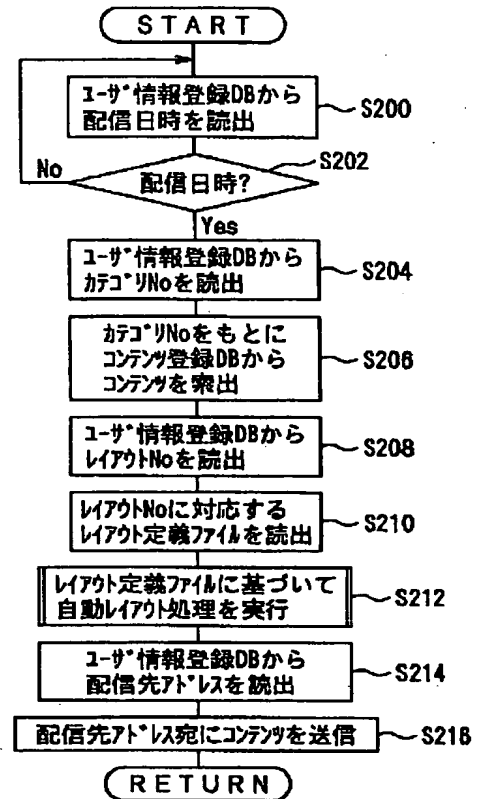 START
ユーザ情報登録DBから
配信日時を読出
S200
配信日時?
S202
No
Yes
ユーザ情報登録DBから
カテゴリNoを読出
S204
カテゴリNoをもとに
コンテンツ登録DBから
コンテンツを索出
S206
ユーザ情報登録DBから
レイアウトNoを読出
S208
レイアウトNoに対応する
レイアウト定義ファイルを読出
S210
レイアウト定義ファイルに基づいて
自動レイアウト処理を実行
S212
ユーザ情報登録DBから
配信先アドレスを読出
S214
配信先アドレス宛にコンテンツを送信
S216
RETURN